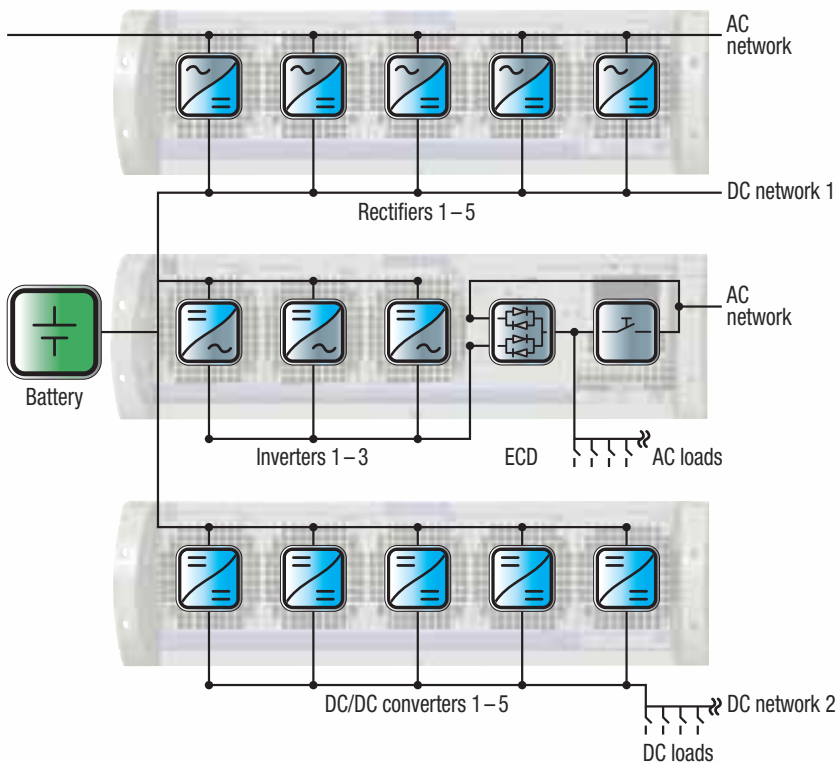 AC
network
DC network 1
Rectifiers 1–5
AC
network
Battery
Inverters 1–3
ECD
AC loads
DC/DC converters 1–5
DC network 2
DC loads